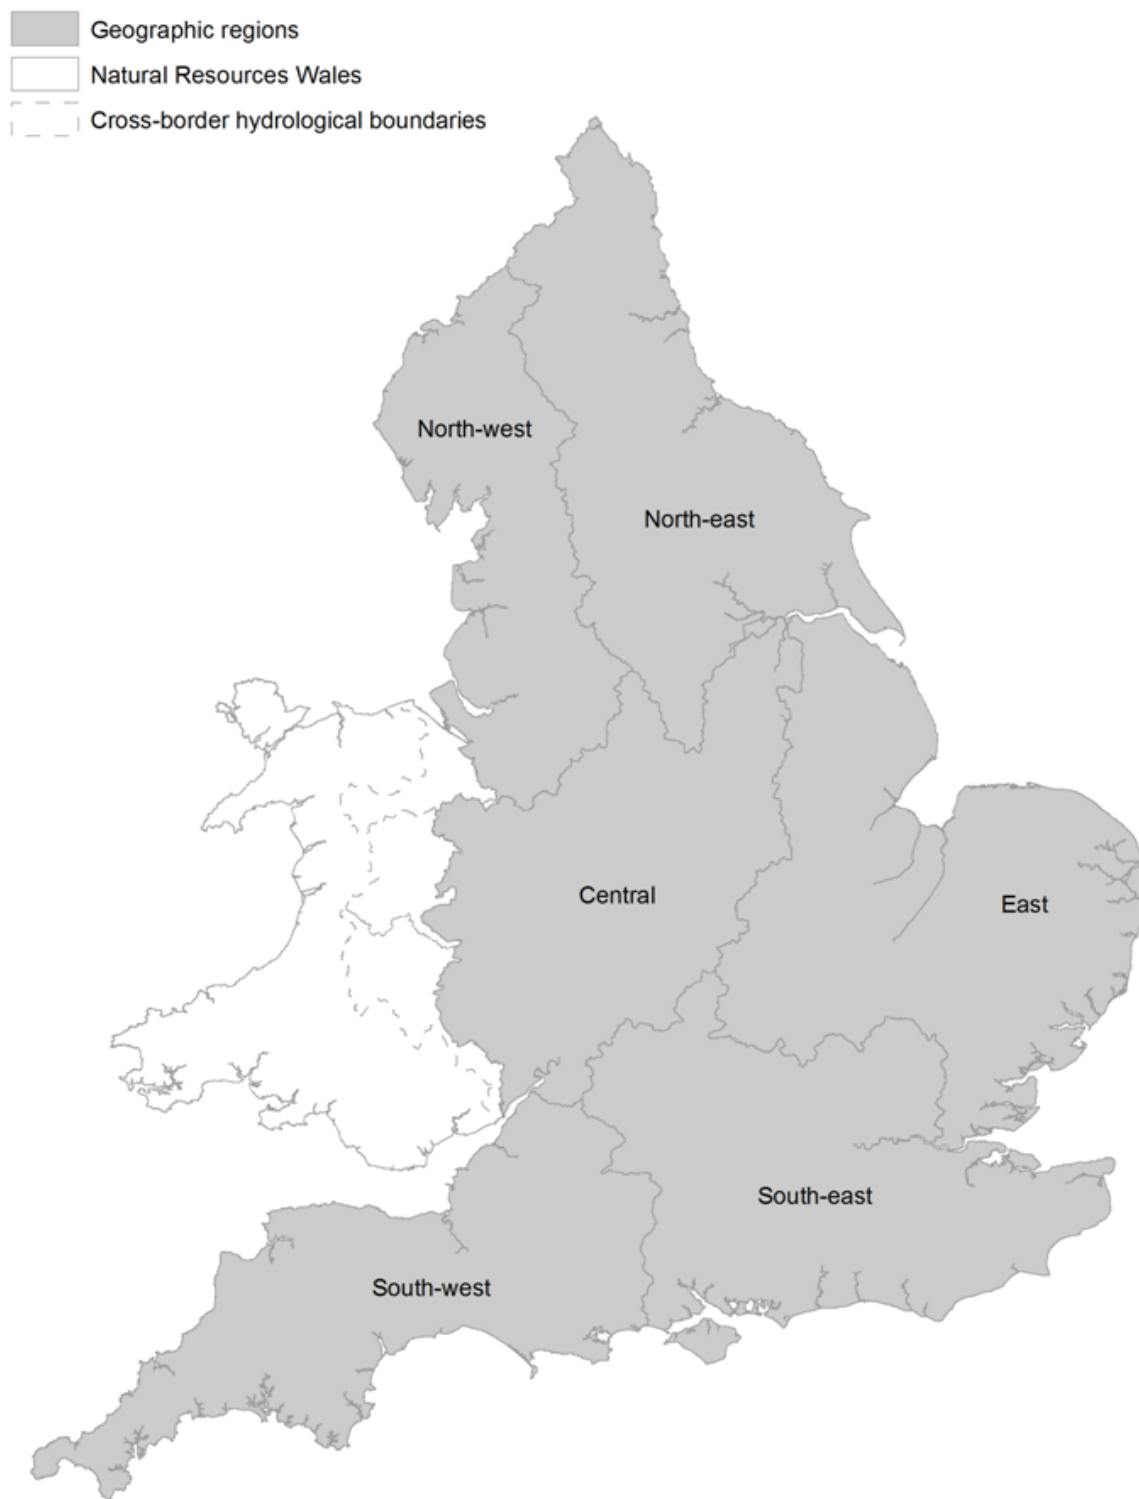 Geographic regions
Natural Resources Wales
Cross-border hydrological boundaries
North-west
North-east
Central
East
South-east
South-west